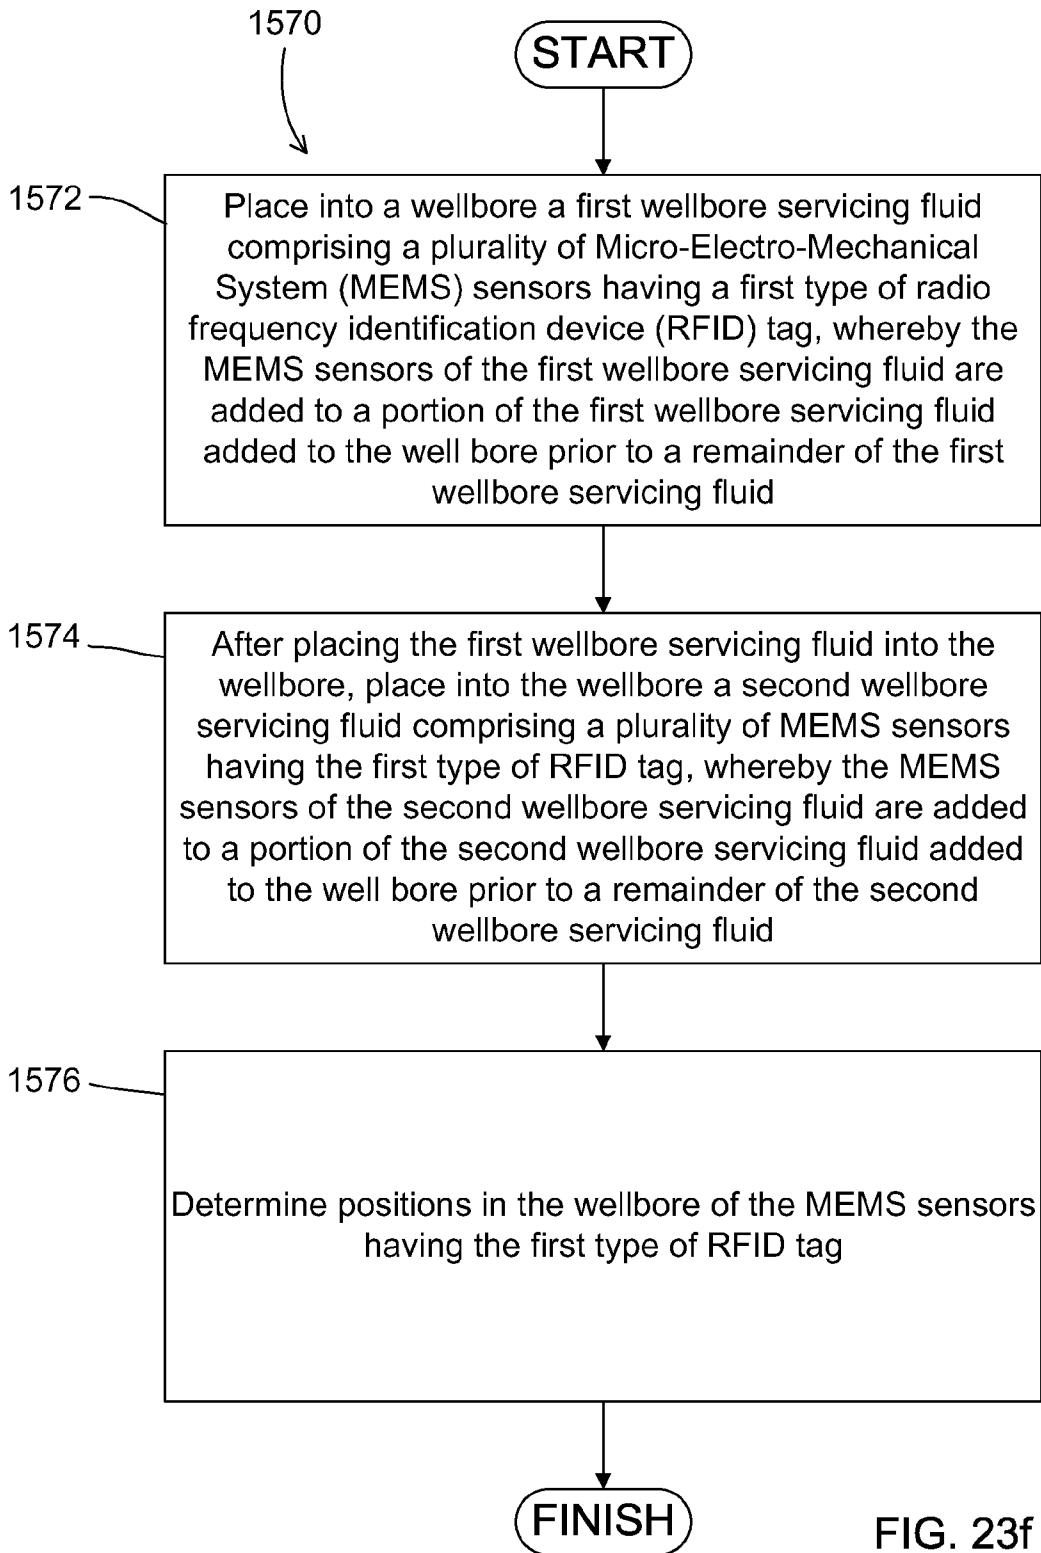 1570
START
1572
Place into a wellbore a first wellbore servicing fluid
comprising a plurality of Micro-Electro-Mechanical
System (MEMS) sensors having a first type of radio
frequency identification device (RFID) tag, whereby the
MEMS sensors of the first wellbore servicing fluid are
added to a portion of the first wellbore servicing fluid
added to the well bore prior to a remainder of the first
wellbore servicing fluid
1574
After placing the first wellbore servicing fluid into the
wellbore, place into the wellbore a second wellbore
servicing fluid comprising a plurality of MEMS sensors
having the first type of RFID tag, whereby the MEMS
sensors of the second wellbore servicing fluid are added
to a portion of the second wellbore servicing fluid added
to the well bore prior to a remainder of the second
wellbore servicing fluid
1576
Determine positions in the wellbore of the MEMS sensors
having the first type of RFID tag
FINISH
FIG. 23f